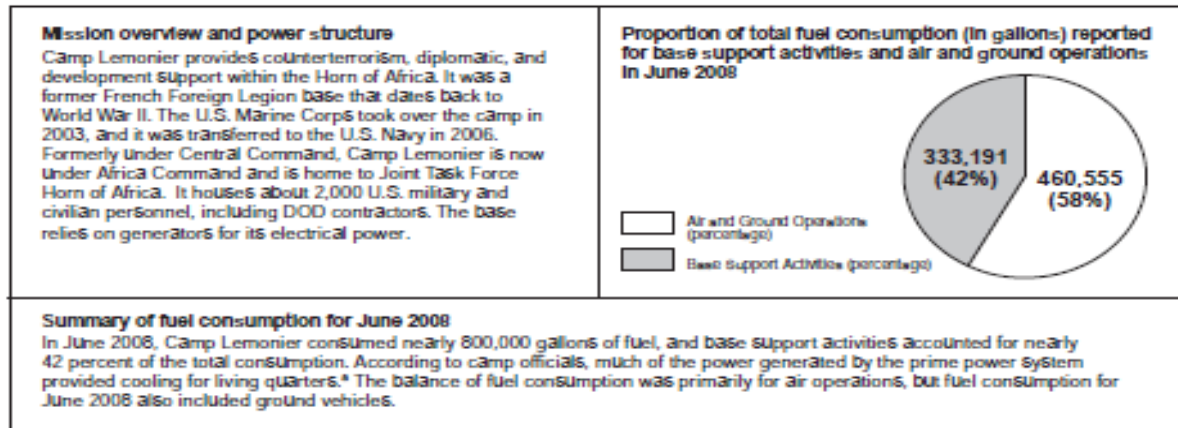 Mission overview and power structure
Camp Lemonier provides counterterrorism, diplomatic, and
development support within the Horn of Africa. It was a
former French Foreign Legion base that dates back to
World War II. The U.S. Marine Corps took over the camp in
2003, and it was transferred to the U.S. Navy in 2006.
Formerly under Central Command, Camp Lemonier is now
under Africa Command and is home to Joint Task Force
Horn of Africa. It houses about 2,000 U.S. military and
civilian personnel, including DOD contractors. The base
relies on generators for its electrical power.
Proportion of total fuel consumption (in gallons) reported
for base support activities and air and ground operations
in June 2008
333,191
(42%)
460,555
(58%)
Air and Ground Operations
(percentage)
Base Support Activities (percentage)
Summary of fuel consumption for June 2008
In June 2008, Camp Lemonier consumed nearly 800,000 gallons of fuel, and base support activities accounted for nearly
42 percent of the total consumption. According to camp officials, much of the power generated by the prime power system
provided cooling for living quarters.ª The balance of fuel consumption was primarily for air operations, but fuel consumption for
June 2008 also included ground vehicles.